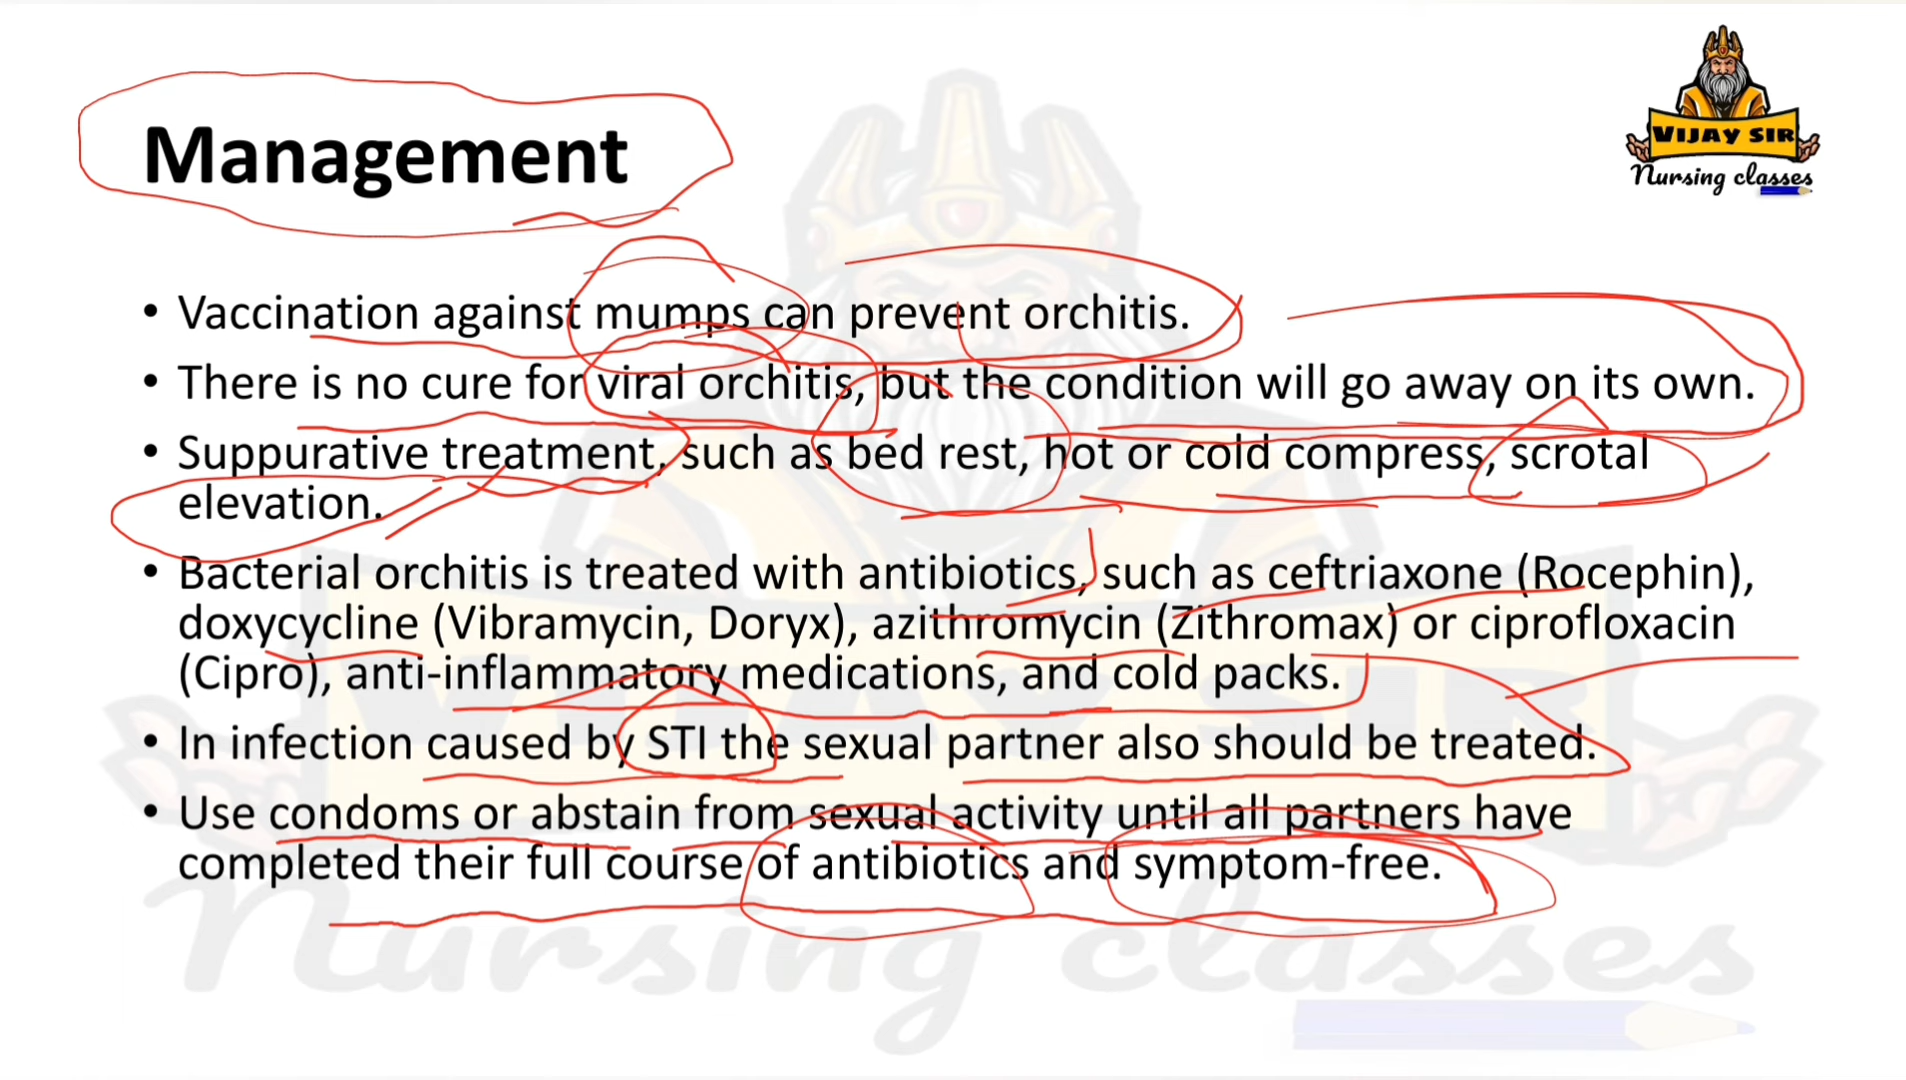 VIJAY SIR
Nursing classes
Management
• Vaccination against mumps can prevent orchitis.
• There is no cure for viral orchitis, but the condition will go away on its own.
• Suppurative treatment, such as bed rest, hot or cold compress, scrotal
elevation.
• Bacterial orchitis is treated with antibiotics, such as ceftriaxone (Rocephin),
doxycycline (Vibramycin, Doryx), azithromycin (Zithromax) or ciprofloxacin
(Cipro), anti-inflammatory medications, and cold packs.
• In infection caused by STI the sexual partner also should be treated.
• Use condoms or abstain from sexual activity until all partners have
completed their full course of antibiotics and symptom-free.
VIJAY SIR
Nursing classes